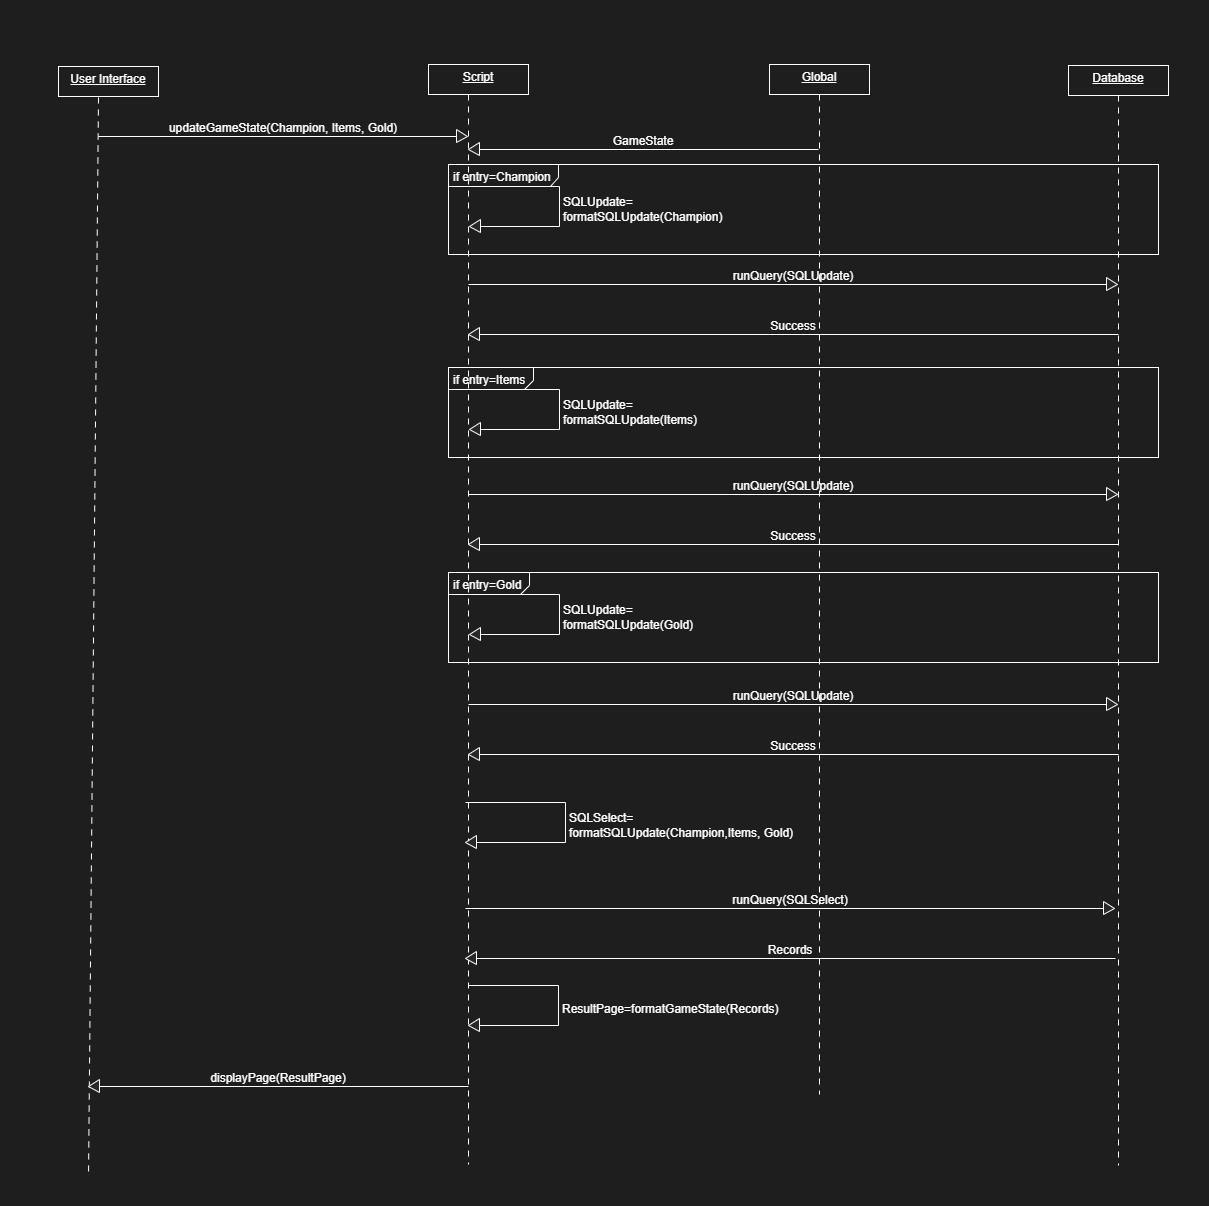 User Interface
Script
Global
Database
updateGameState(Champion, Items, Gold)
GameState
if entry=Champion
SQLUpdate=
formatSQLUpdate(Champion)
runQuery(SQLUpdate)
Success
if entry=Items
SQLUpdate=
formatSQLUpdate(Items)
runQuery(SQLUpdate)
Success
if entry=Gold
SQLUpdate=
formatSQLUpdate(Gold)
runQuery(SQLUpdate)
Success
SQLSelect=
formatSQLUpdate(Champion,Items, Gold)
runQuery(SQLSelect)
Records
ResultPage=formatGameState(Records)
displayPage(ResultPage)